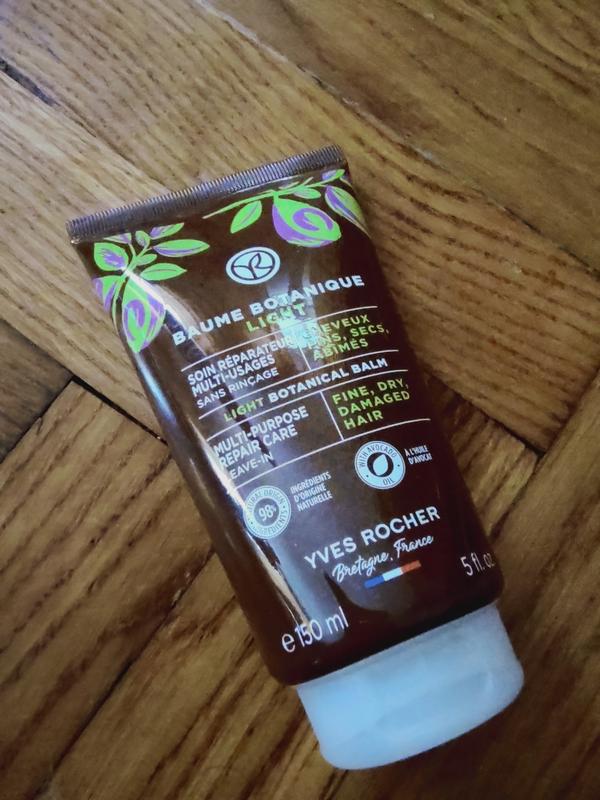 YR
BAUME BOTANIQUE
LIGHT
SOIN RÉPARATEUR
MULTI-USAGES
SANS RINÇAGE
CHEVEUX
FINS, SECS,
ABÎMÉS
LIGHT BOTANICAL BALM
MULTI-PURPOSE
REPAIR CARE
LEAVE-IN
FINE, DRY,
DAMAGED
HAIR
98%
INGREDIENTS
INGRÉDIENTS
D'ORIGINE
NATURELLE
WITH AVOCADO
OIL
À L'HUILE
D'AVOCAT
YVES ROCHER
Bretagne, France
e 150 ml
5 fl. oz